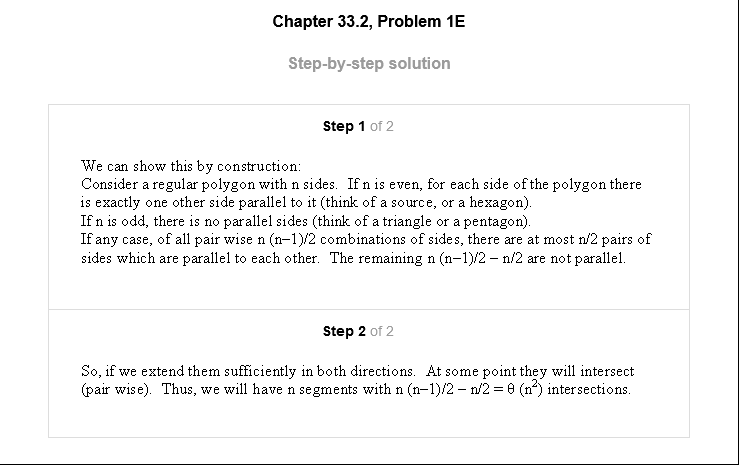 Chapter 33.2, Problem 1E
Step-by-step solution
Step 1 of 2
We can show this by construction:
Consider a regular polygon with n sides. If n is even, for each side of the polygon there
is exactly one other side parallel to it (think of a source, or a hexagon).
If n is odd, there is no parallel sides (think of a triangle or a pentagon).
If any case, of all pair wise n (n−1)/2 combinations of sides, there are at most n/2 pairs of
sides which are parallel to each other. The remaining n (n−1)/2 − n/2 are not parallel.
Step 2 of 2
So, if we extend them sufficiently in both directions. At some point they will intersect
(pair wise). Thus, we will have n segments with n (n−1)/2 − n/2 = θ (n²) intersections.